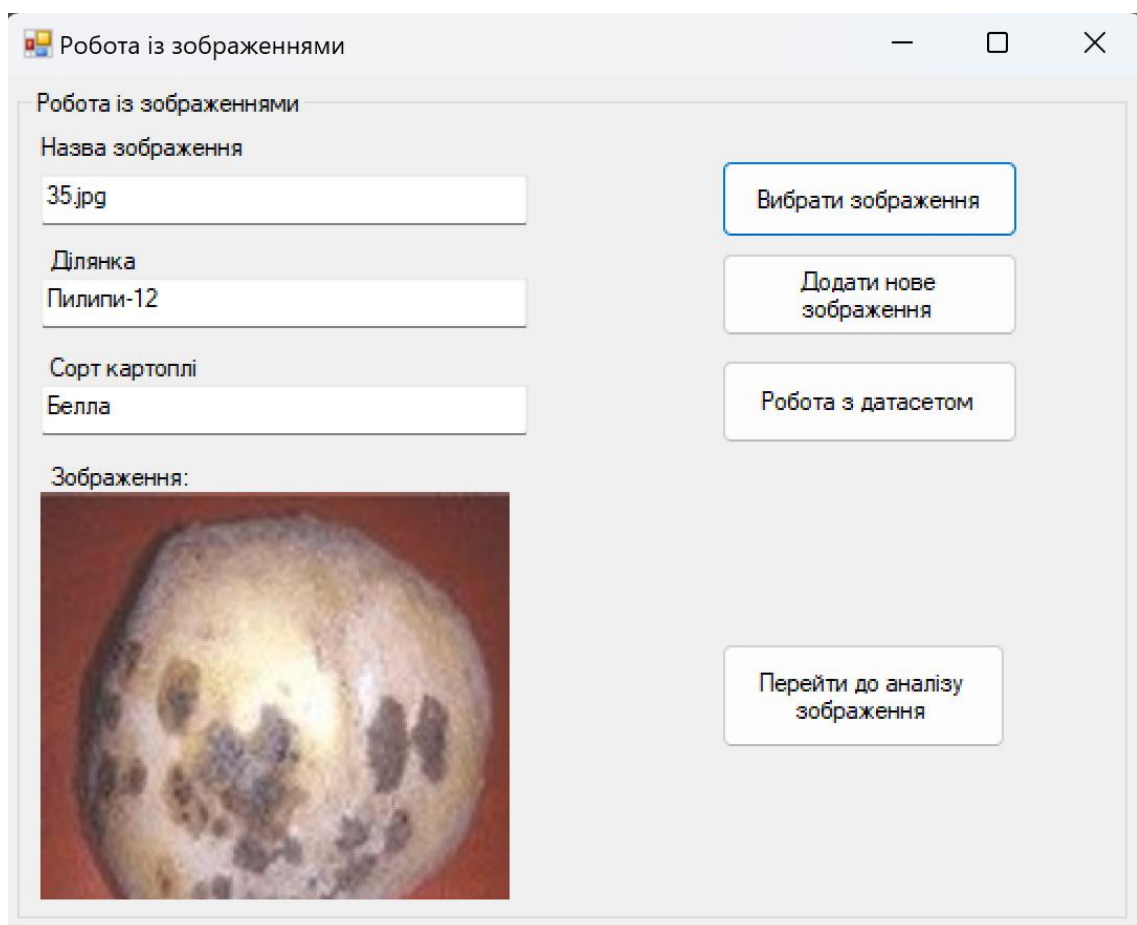 Робота із зображеннями
Робота із зображеннями
Назва зображення
35.jpg
Вибрати зображення
Ділянка
Пилипи-12
Додати нове
зображення
Сорт картоплі
Белла
Робота з датасетом
Зображення:
Перейти до аналізу
зображення